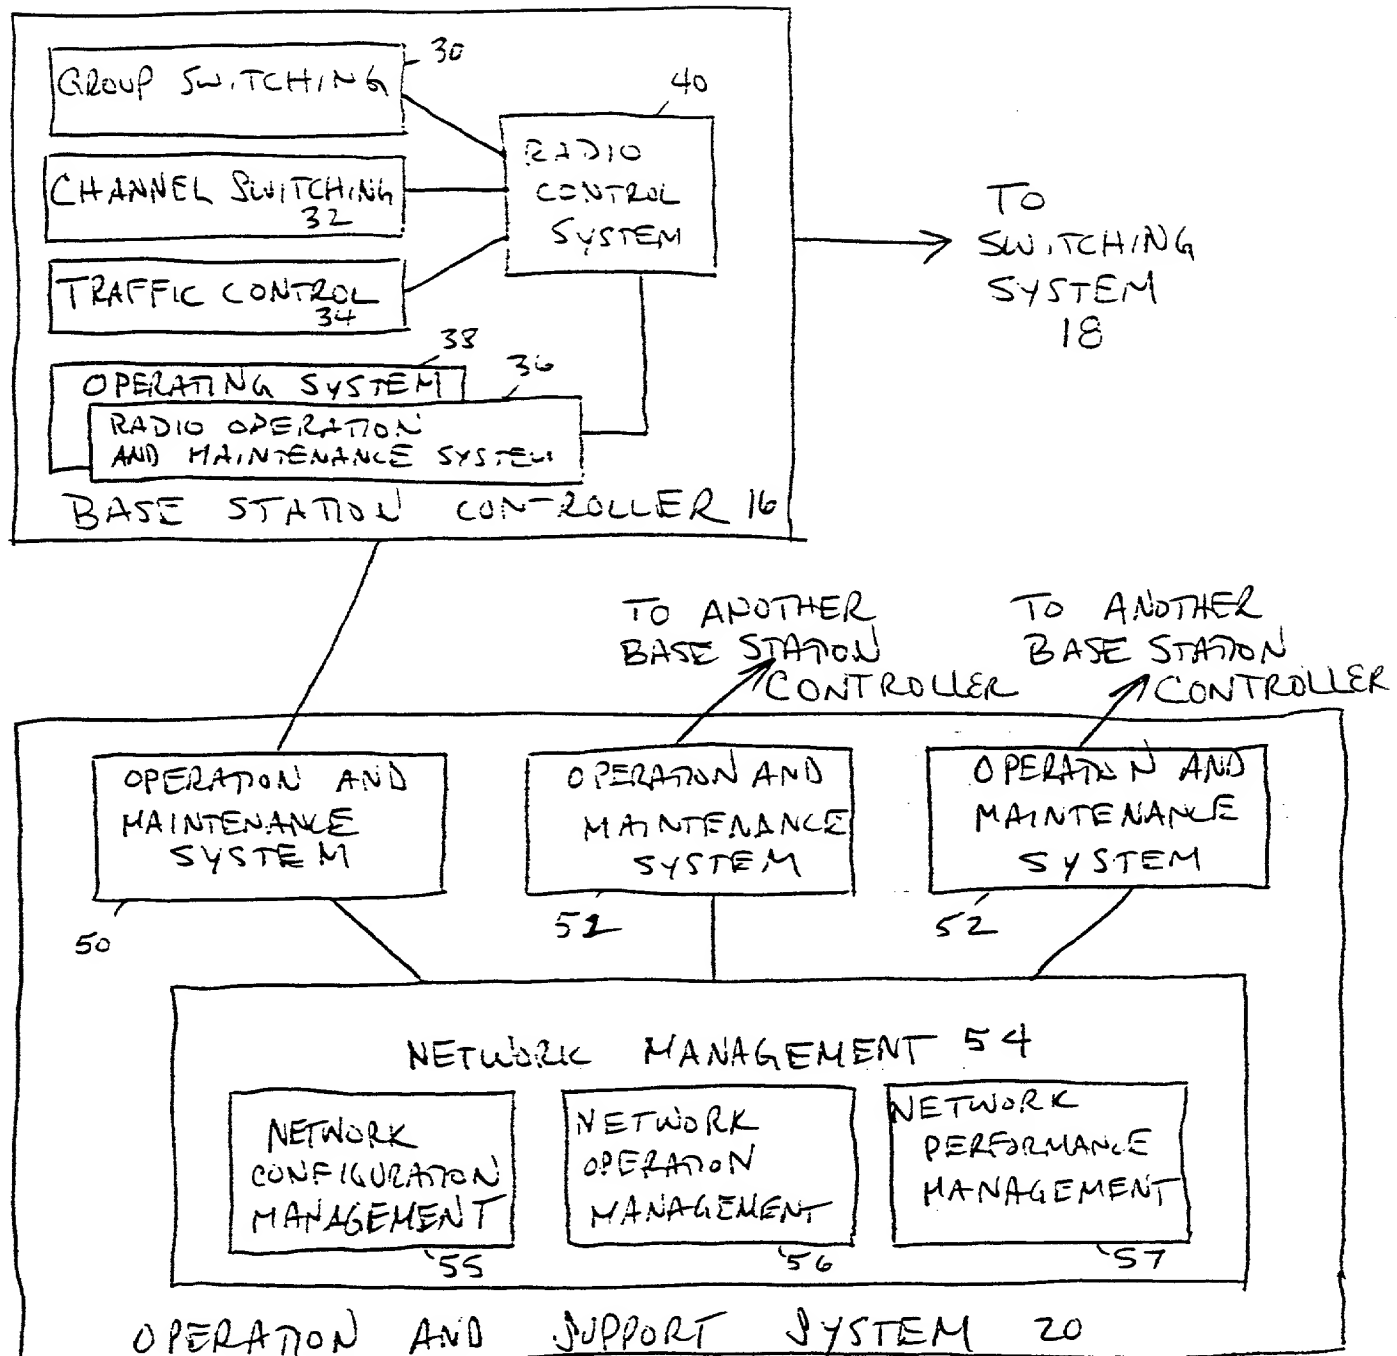 30
GROUP SWITCHING
40
RADIO
CONTROL
SYSTEM
CHANNEL SWITCHING
32
TRAFFIC CONTROL
34
TO
SWITCHING
SYSTEM
18
38
OPERATING SYSTEM
36
RADIO OPERATION
AND MAINTENANCE SYSTEM
BASE STATION CONTROLLER 16
TO ANOTHER
BASE STATION
CONTROLLER
TO ANOTHER
BASE STATION
CONTROLLER
OPERATION AND
MAINTENANCE
SYSTEM
50
OPERATION AND
MAINTENANCE
SYSTEM
51
OPERATION AND
MAINTENANCE
SYSTEM
52
NETWORK MANAGEMENT 54
NETWORK
CONFIGURATION
MANAGEMENT
55
NETWORK
OPERATION
MANAGEMENT
56
NETWORK
PERFORMANCE
MANAGEMENT
57
OPERATION AND SUPPORT SYSTEM 20